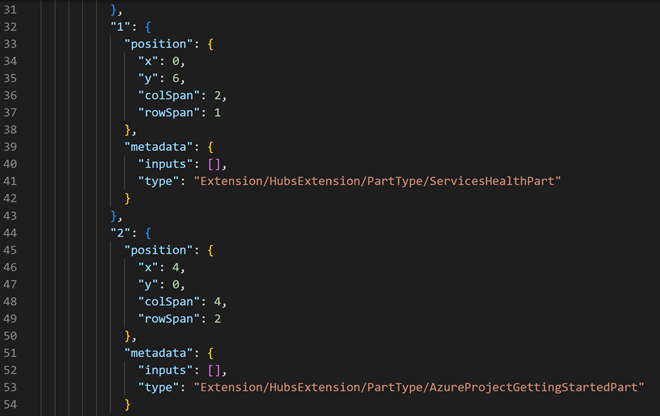 31 },
32 "1": {
33 "position": {
34 "x": 0,
35 "y": 6,
36 "colSpan": 2,
37 "rowSpan": 1
38 },
39 "metadata": {
40 "inputs": [],
41 "type": "Extension/HubsExtension/PartType/ServicesHealthPart"
42 }
43 },
44 "2": {
45 "position": {
46 "x": 4,
47 "y": 0,
48 "colSpan": 4,
49 "rowSpan": 2
50 },
51 "metadata": {
52 "inputs": [],
53 "type": "Extension/HubsExtension/PartType/AzureProjectGettingStartedPart"
54 }